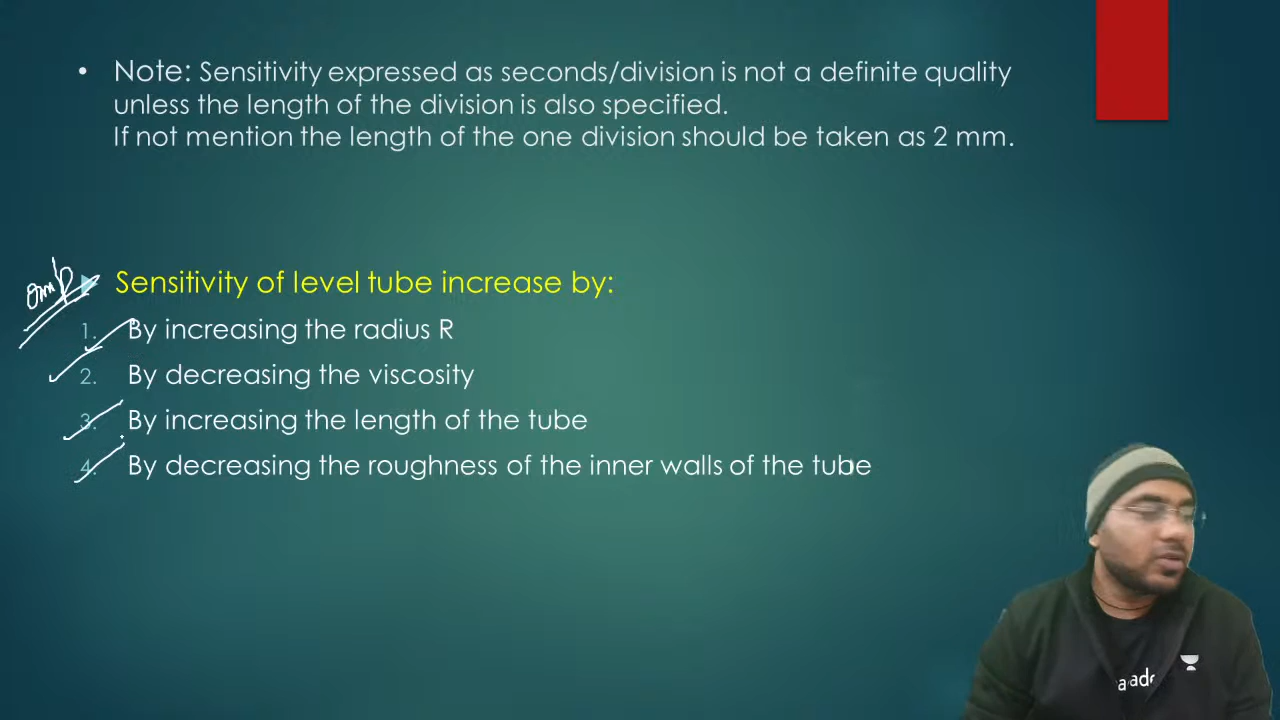 • Note: Sensitivity expressed as seconds/division is not a definite quality
unless the length of the division is also specified.
If not mention the length of the one division should be taken as 2 mm.
Sensitivity of level tube increase by:
1. By increasing the radius R
2. By decreasing the viscosity
3. By increasing the length of the tube
4. By decreasing the roughness of the inner walls of the tube